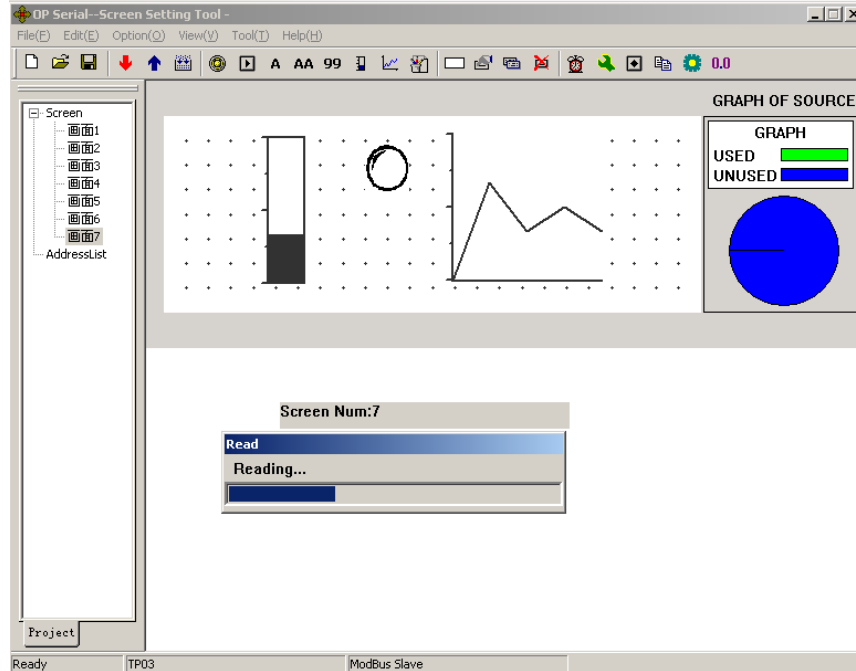 OP Serial--Screen Setting Tool -
File(F) Edit(E) Option(O) View(V) Tool(T) Help(H)
A AA 99 0.0
GRAPH OF SOURCE
Screen
画面1
画面2
画面3
画面4
画面5
画面6
画面7
AddressList
GRAPH
USED
UNUSED
Screen Num:7
Read
Reading...
Project
Ready TP03 ModBus Slave